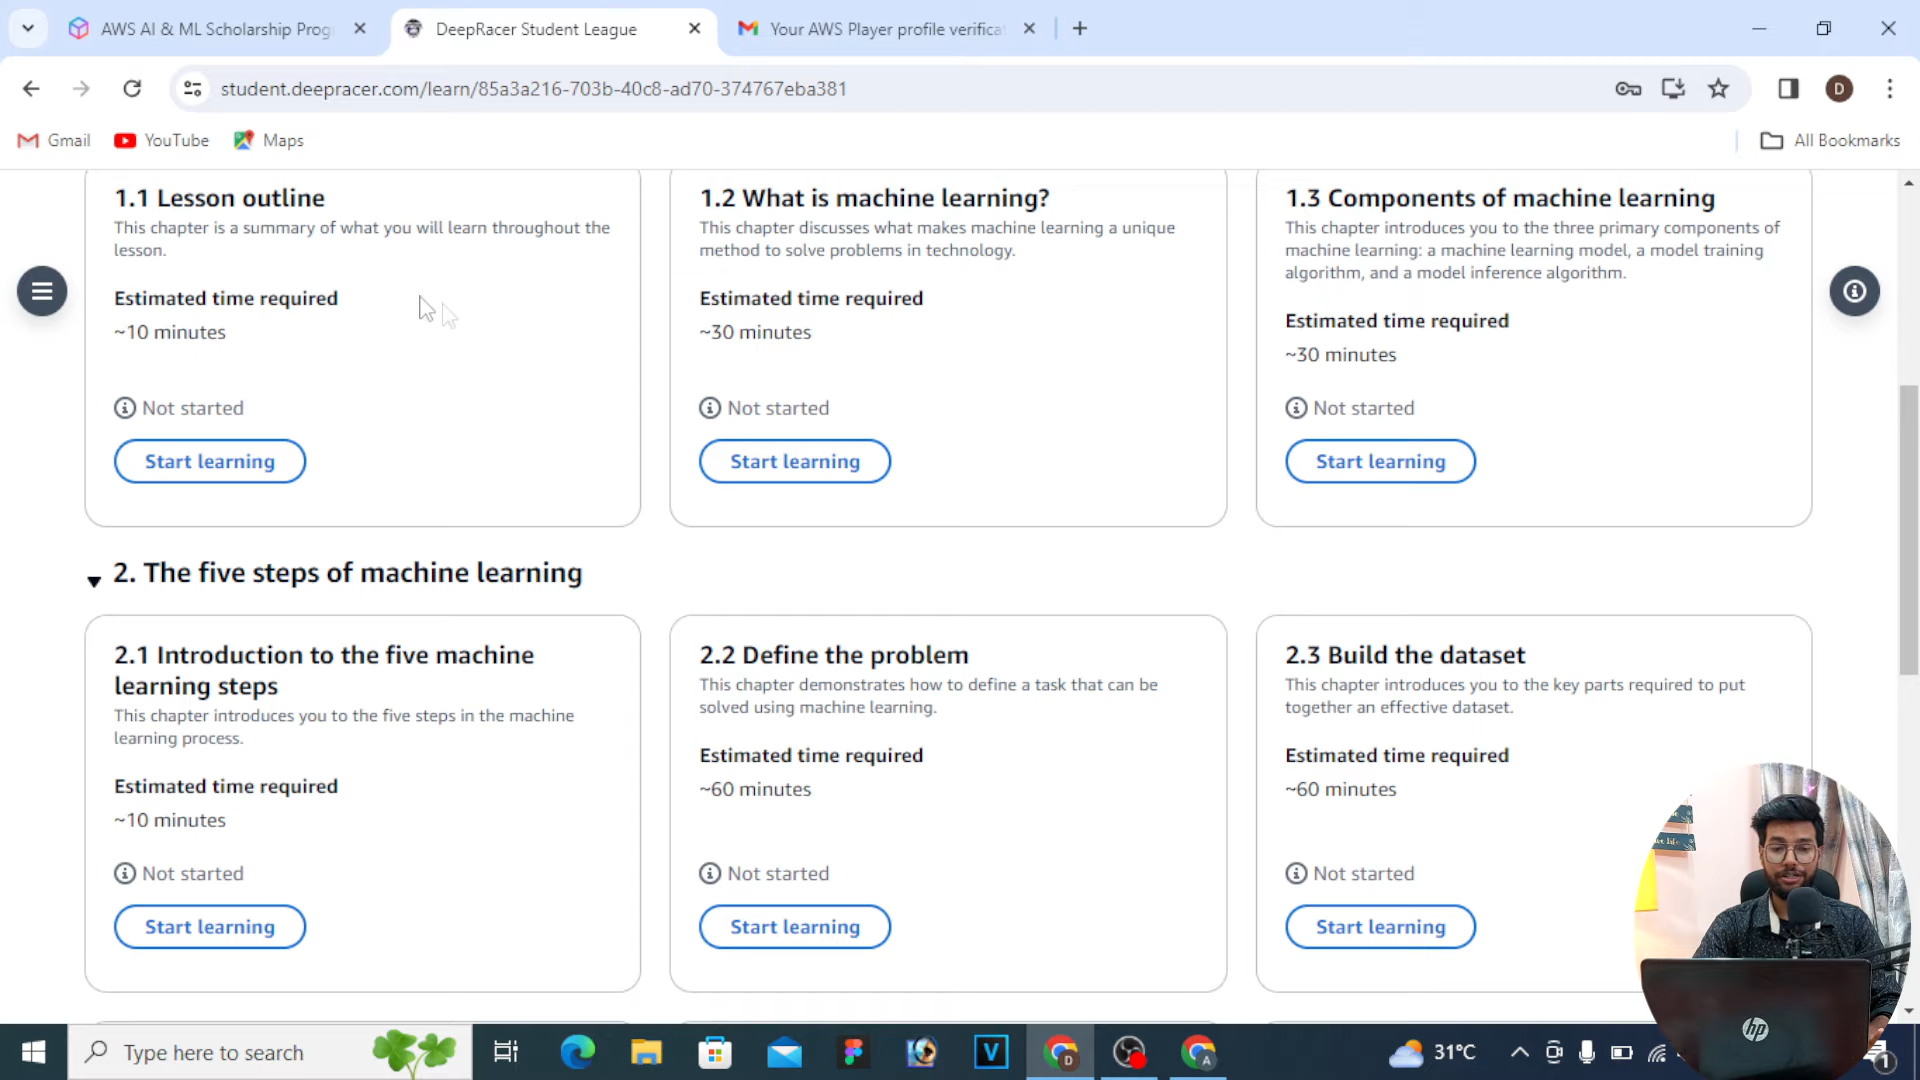 AWS AI & ML Scholarship Prog
DeepRacer Student League
Your AWS Player profile verifica
student.deepracer.com/learn/85a3a216-703b-40c8-ad70-374767eba381
D
Gmail
YouTube
Maps
All Bookmarks
1.1 Lesson outline
This chapter is a summary of what you will learn throughout the
lesson.
Estimated time required
~10 minutes
Not started
Start learning
1.2 What is machine learning?
This chapter discusses what makes machine learning a unique
method to solve problems in technology.
Estimated time required
~30 minutes
Not started
Start learning
1.3 Components of machine learning
This chapter introduces you to the three primary components of
machine learning: a machine learning model, a model training
algorithm, and a model inference algorithm.
Estimated time required
~30 minutes
Not started
Start learning
2. The five steps of machine learning
2.1 Introduction to the five machine
learning steps
This chapter introduces you to the five steps in the machine
learning process.
Estimated time required
~10 minutes
Not started
Start learning
2.2 Define the problem
This chapter demonstrates how to define a task that can be
solved using machine learning.
Estimated time required
~60 minutes
Not started
Start learning
2.3 Build the dataset
This chapter introduces you to the key parts required to put
together an effective dataset.
Estimated time required
~60 minutes
Not started
Start learning
hp
Type here to search
V
D
A
31°C
1